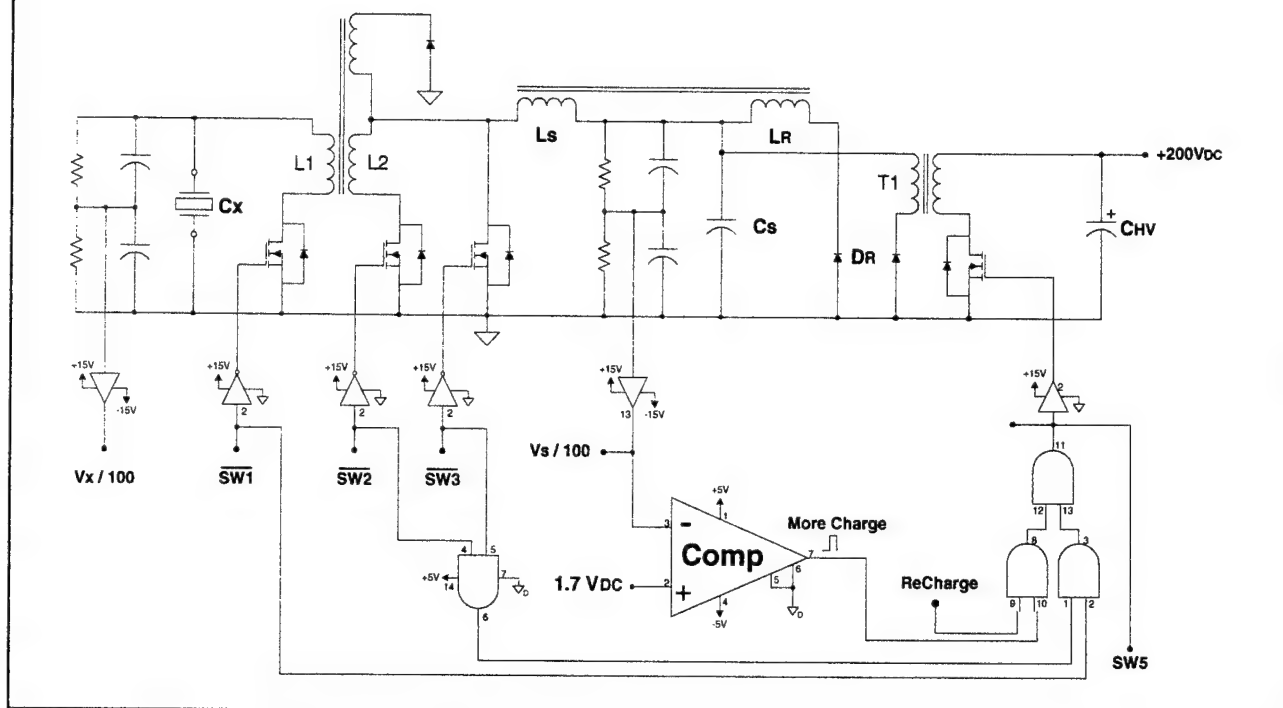 L1
L2
Ls
LR
+200VDC
T1
Cx
Cs
DR
CHV
+
+15V
-15V
2
+15V
2
+15V
2
+15V
2
+15V
-15V
13
+15V
2
Vx / 100
SW1
SW2
SW3
Vs / 100
11
12 13
+5V
1
3
-
Comp
More Charge
7
8
3
4 5
+5V
14
7
D
6
1.7 VDC
2
+
5
6
D
4
-5V
ReCharge
9 10
1 2
SW5